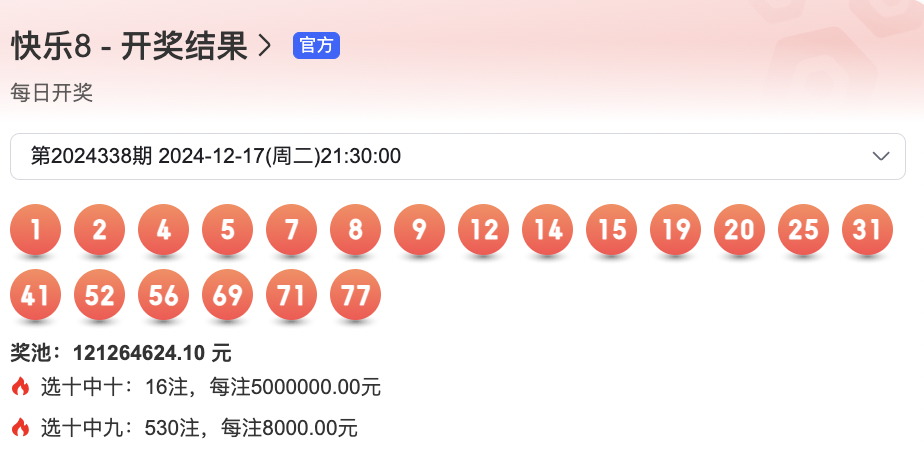 快乐8 - 开奖结果
官方
每日开奖
第2024338期 2024-12-17(周二)21:30:00
1 2 4 5 7 8 9 12 14 15 19 20 25 31
41 52 56 69 71 77
奖池：121264624.10 元
选十中十：16注，每注5000000.00元
选十中九：530注，每注8000.00元